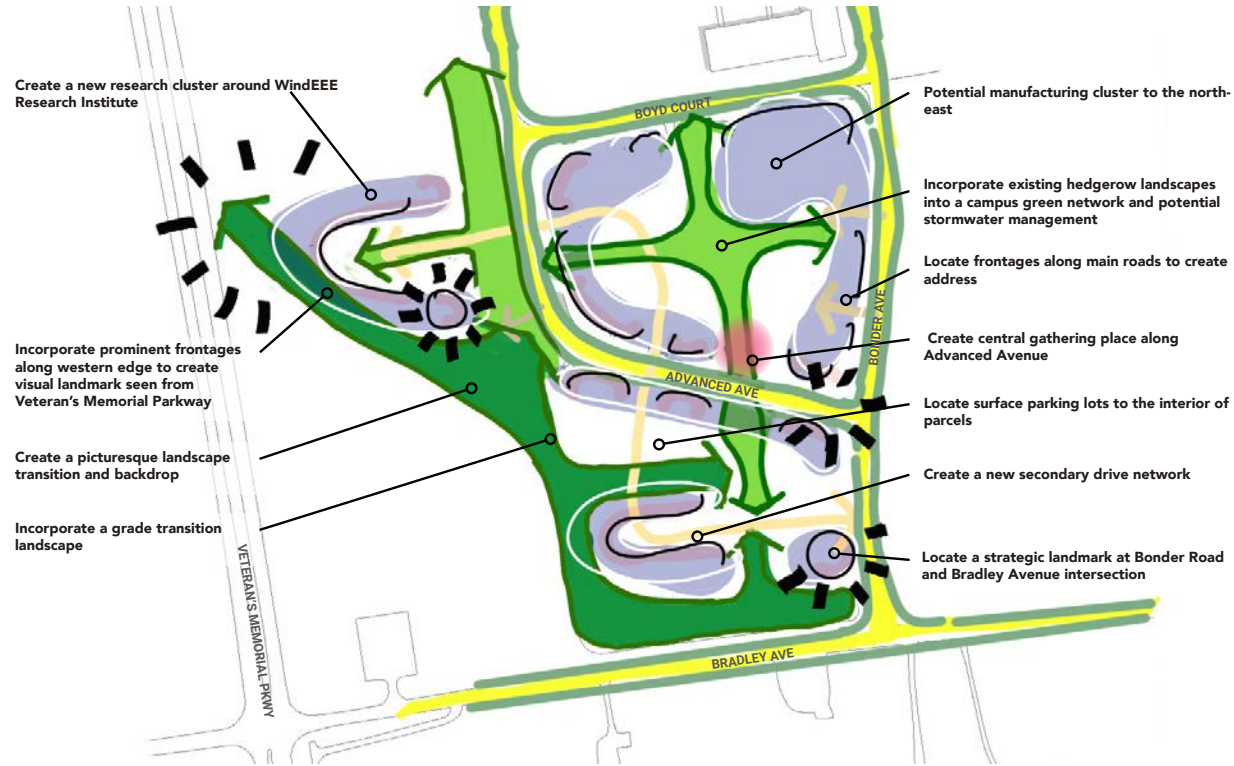 Create a new research cluster around WindEEE
Research Institute
Incorporate prominent frontages
along western edge to create
visual landmark seen from
Veteran's Memorial Parkway
Create a picturesque landscape
transition and backdrop
Incorporate a grade transition
landscape
VETERAN'S MEMORIAL PKWY
BOYD COURT
ADVANCED AVE
BONDER AVE
BRADLEY AVE
Potential manufacturing cluster to the north-
east
Incorporate existing hedgerow landscapes
into a campus green network and potential
stormwater management
Locate frontages along main roads to create
address
Create central gathering place along
Advanced Avenue
Locate surface parking lots to the interior of
parcels
Create a new secondary drive network
Locate a strategic landmark at Bonder Road
and Bradley Avenue intersection